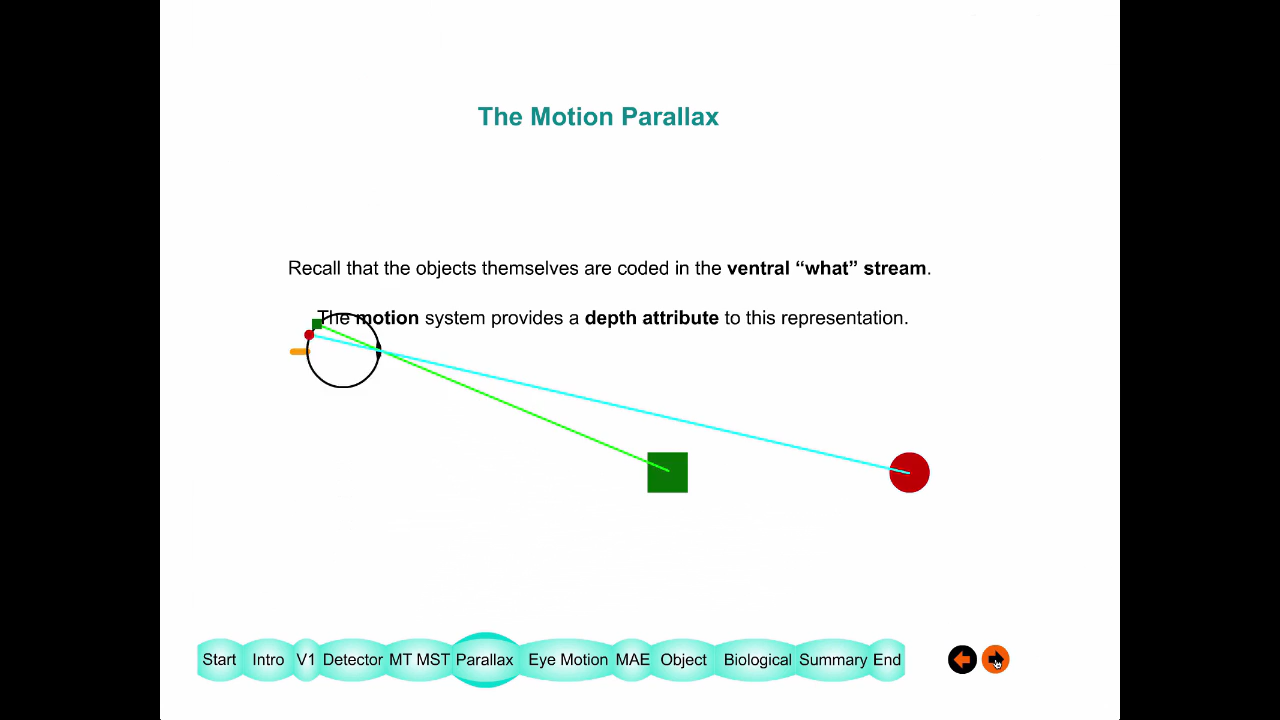 The Motion Parallax
Recall that the objects themselves are coded in the ventral “what” stream.
The motion system provides a depth attribute to this representation.
Start Intro V1 Detector MT MST Parallax Eye Motion MAE Object Biological Summary End